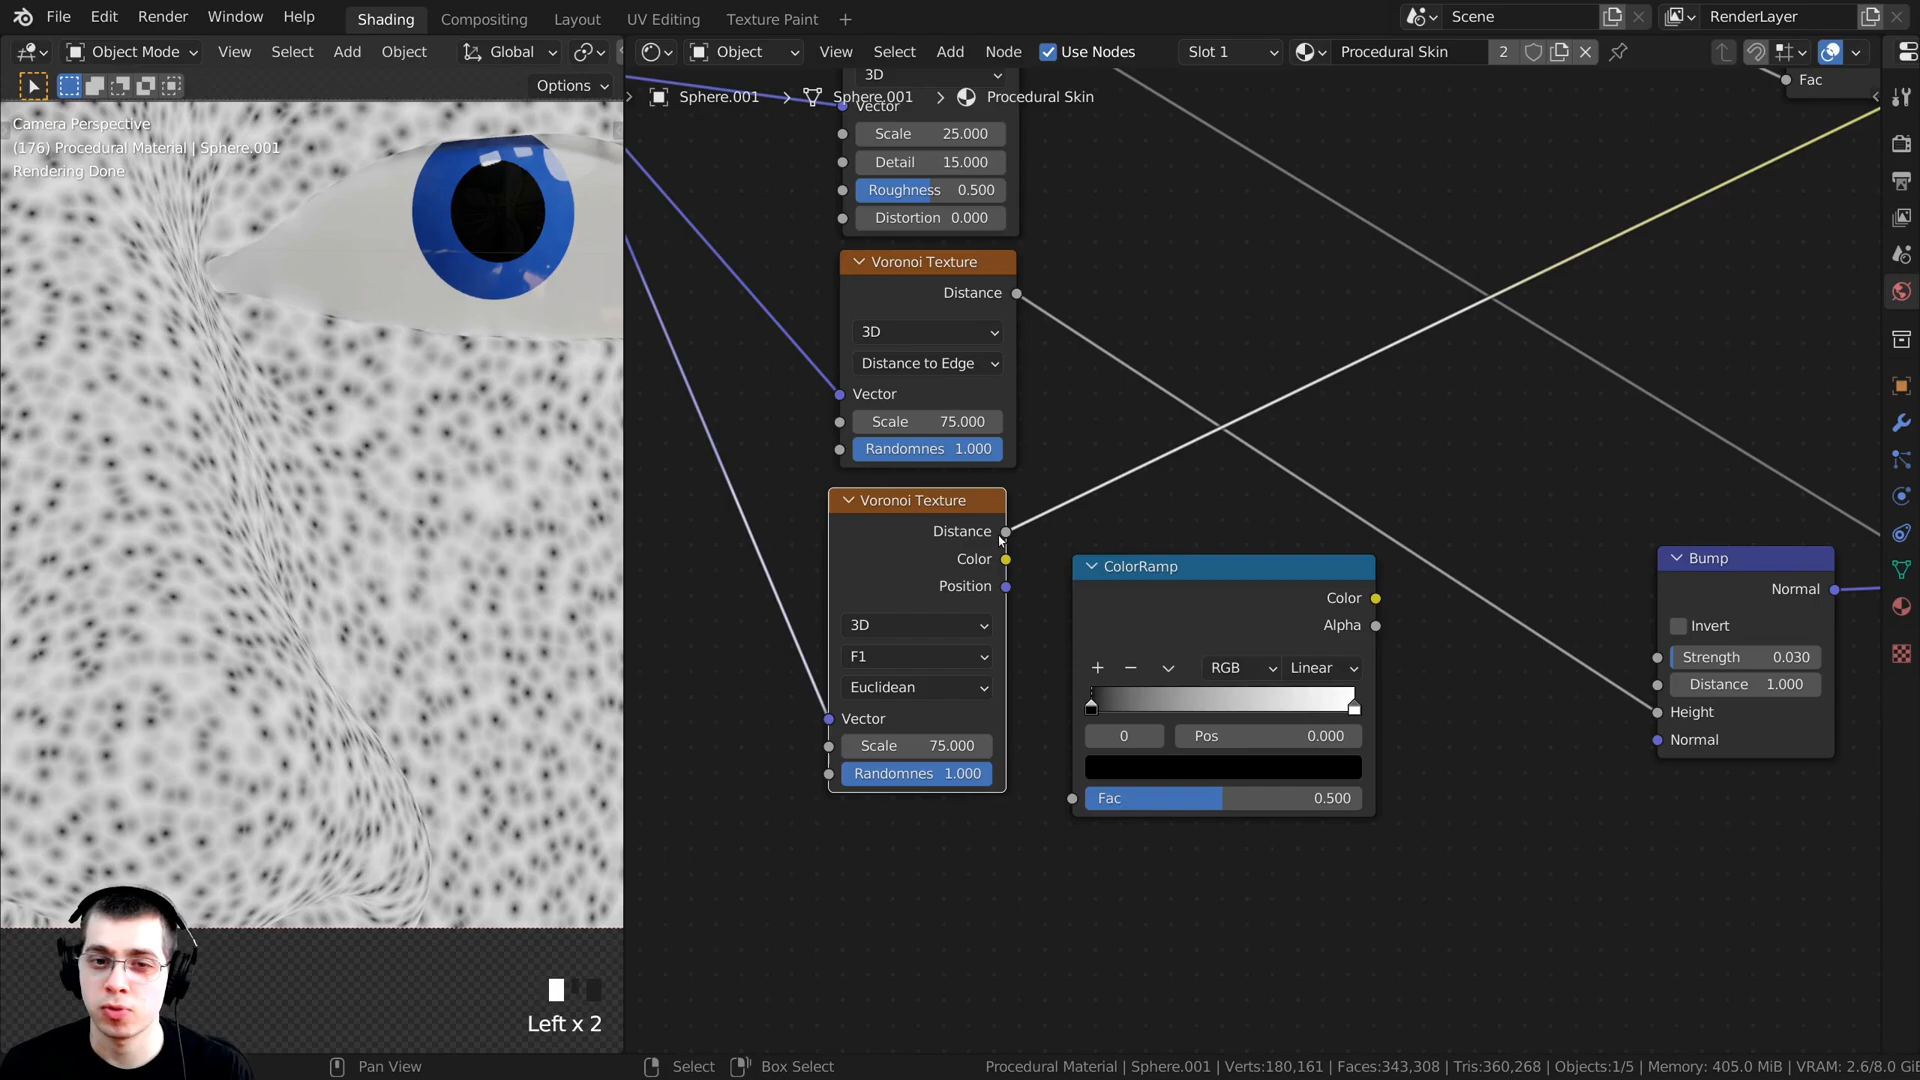 File Edit Render Window Help Shading Compositing Layout UV Editing Texture Paint + Scene RenderLayer
Object Mode View Select Add Object Global Object View Select Add Node Use Nodes Slot 1 Procedural Skin 2
Options
Sphere.001 > Sphere.001 > Procedural Skin
Camera Perspective
(176) Procedural Material | Sphere.001
Rendering Done
3D
Vector
Scale 25.000
Detail 15.000
Roughness 0.500
Distortion 0.000
Voronoi Texture
Distance
3D
Distance to Edge
Vector
Scale 75.000
Randomnes 1.000
Voronoi Texture
Distance
Color
Position
3D
F1
Euclidean
Vector
Scale 75.000
Randomnes 1.000
ColorRamp
Color
Alpha
+ − RGB Linear
0 Pos 0.000
Fac 0.500
Fac
Bump
Normal
Invert
Strength 0.030
Distance 1.000
Height
Normal
Left x 2
Pan View Select Box Select Procedural Material | Sphere.001 | Verts:180,161 | Faces:343,308 | Tris:360,268 | Objects:1/5 | Memory: 405.0 MiB | VRAM: 2.6/8.0 GiB